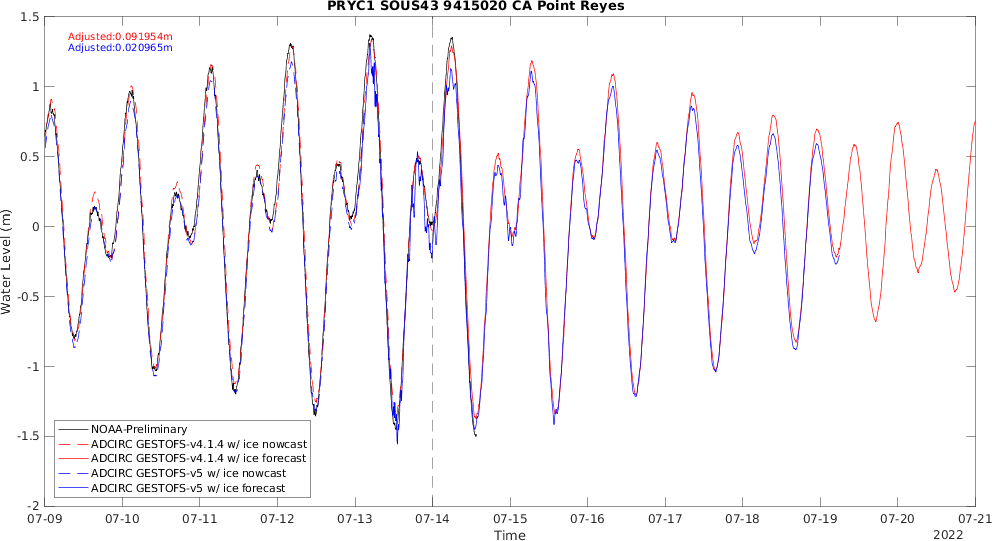 PRYC1 SOUS43 9415020 CA Point Reyes
Adjusted:0.091954m
Adjusted:0.020965m
Water Level (m)
1.5
1
0.5
0
-0.5
-1
-1.5
-2
NOAA-Preliminary
ADCIRC GESTOFS-v4.1.4 w/ ice nowcast
ADCIRC GESTOFS-v4.1.4 w/ ice forecast
ADCIRC GESTOFS-v5 w/ ice nowcast
ADCIRC GESTOFS-v5 w/ ice forecast
07-09 07-10 07-11 07-12 07-13 07-14 07-15 07-16 07-17 07-18 07-19 07-20 07-21
Time
2022